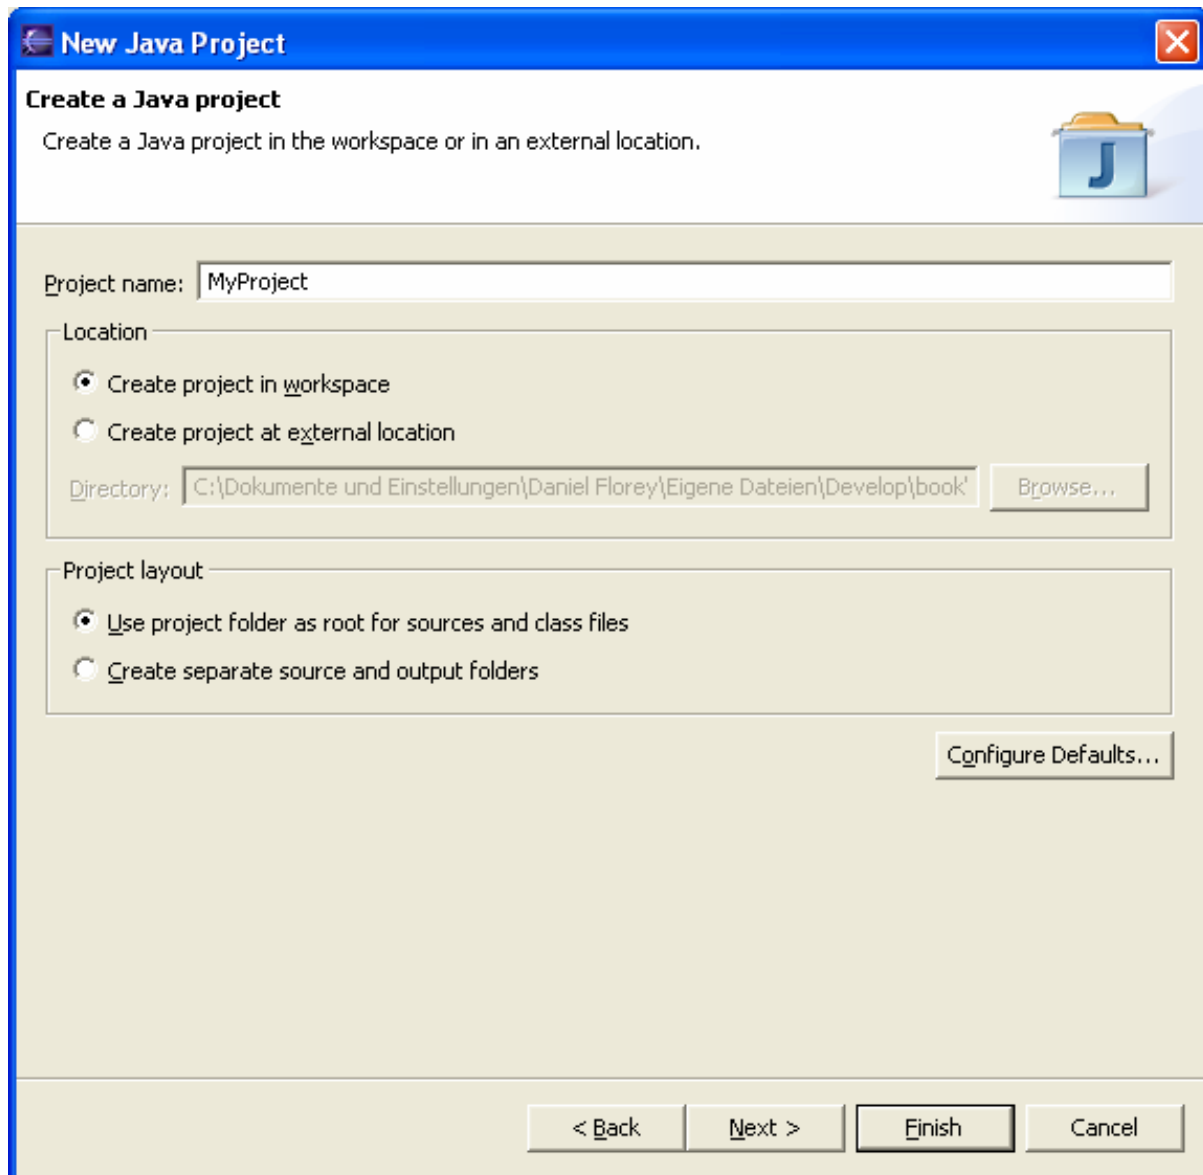 New Java Project
Create a Java project
Create a Java project in the workspace or in an external location.
Project name: MyProject
Location
Create project in workspace
Create project at external location
Directory: C:\Dokumente und Einstellungen\Daniel Florey\Eigene Dateien\Develop\book' Browse...
Project layout
Use project folder as root for sources and class files
Create separate source and output folders
Configure Defaults...
< Back Next > Finish Cancel